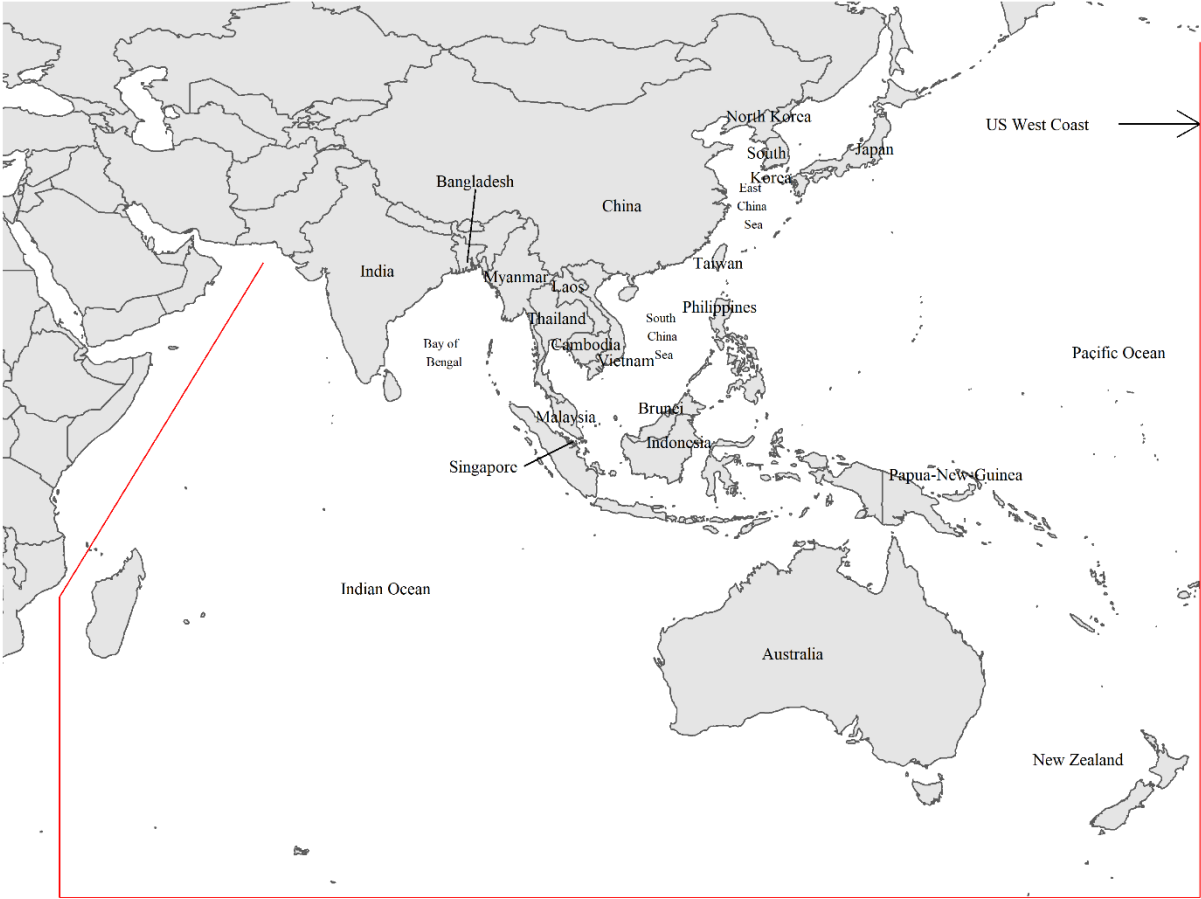 North Korea
US West Coast
South
Korea
Japan
Bangladesh
East
China
Sea
China
India
Myanmar
Laos
Taiwan
Thailand
Philippines
South
China
Sea
Bay of
Bengal
Cambodia
Vietnam
Pacific Ocean
Malaysia
Brunei
Indonesia
Singapore
Papua-New-Guinea
Indian Ocean
Australia
New Zealand